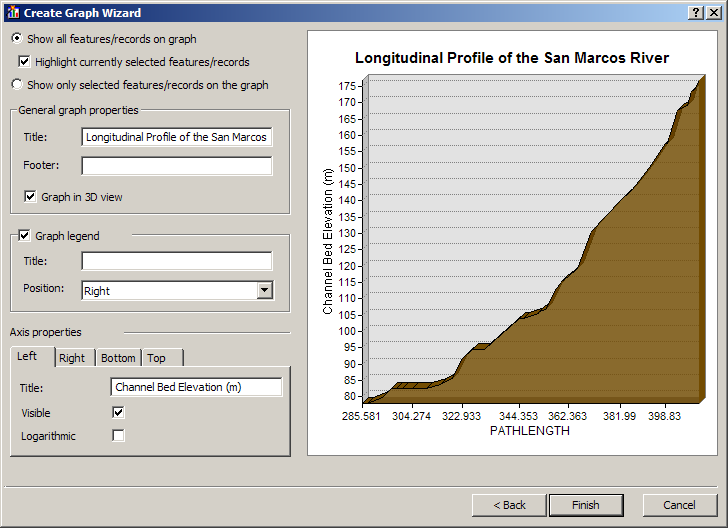 Create Graph Wizard
Show all features/records on graph
Highlight currently selected features/records
Show only selected features/records on the graph
General graph properties
Title: Longitudinal Profile of the San Marcos
Footer:
Graph in 3D view
Graph legend
Title:
Position: Right
Axis properties
Left Right Bottom Top
Title: Channel Bed Elevation (m)
Visible
Logarithmic
Longitudinal Profile of the San Marcos River
Channel Bed Elevation (m)
175
170
165
160
155
150
145
140
135
130
125
120
115
110
105
100
95
90
85
80
285.581 304.274 322.933 344.353 362.363 381.99 398.83
PATHLENGTH
< Back Finish Cancel